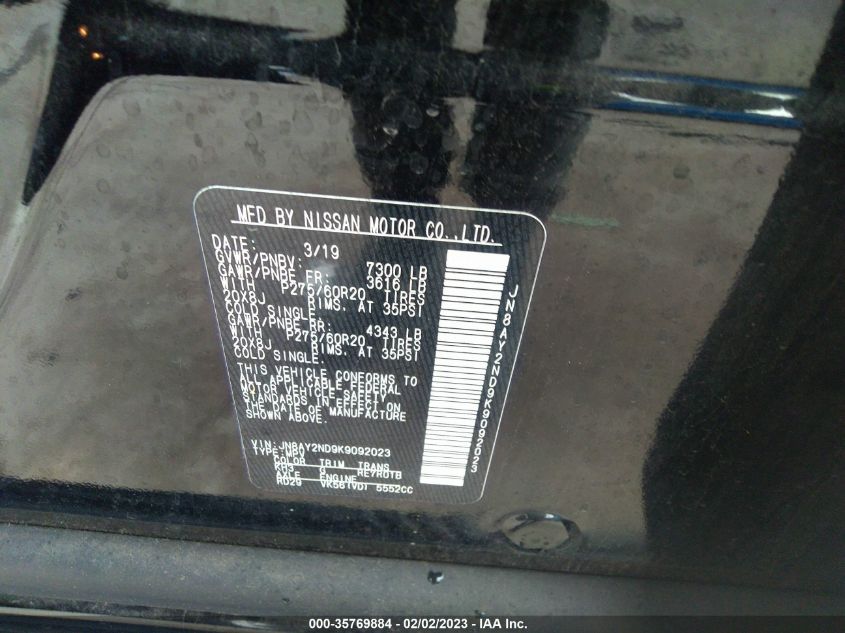 MFD BY NISSAN MOTOR CO.,LTD.
DATE: 3/19
GVWR/PNBV: 7300 LB
GAWR/PNBE FR: 3616 LB
WITH P275/60R20 TIRES
20X8J RIMS. AT 35PSI
COLD SINGLE.
GAWR/PNBE RR: 4343 LB
WITH P275/60R20 TIRES
20X8J RIMS. AT 35PSI
COLD SINGLE.
THIS VEHICLE CONFORMS TO
ALL APPLICABLE FEDERAL
MOTOR VEHICLE SAFETY
STANDARDS IN EFFECT ON
THE DATE OF MANUFACTURE
SHOWN ABOVE.
VIN:JN8AY2ND9K9092023
TYPE:MPV
COLOR TRIM TRANS
KH3 G RE7R01B
AXLE ENGINE
RD29 VK56(VD) 5552CC
JN8AY2ND9K9092023
000-35769884 - 02/02/2023 - IAA Inc.